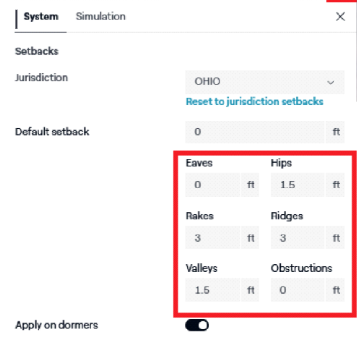 System Simulation ×
Setbacks
Jurisdiction OHIO
Reset to jurisdiction setbacks
Default setback 0 ft
Eaves Hips
0 ft 1.5 ft
Rakes Ridges
3 ft 3 ft
Valleys Obstructions
1.5 ft 0 ft
Apply on dormers